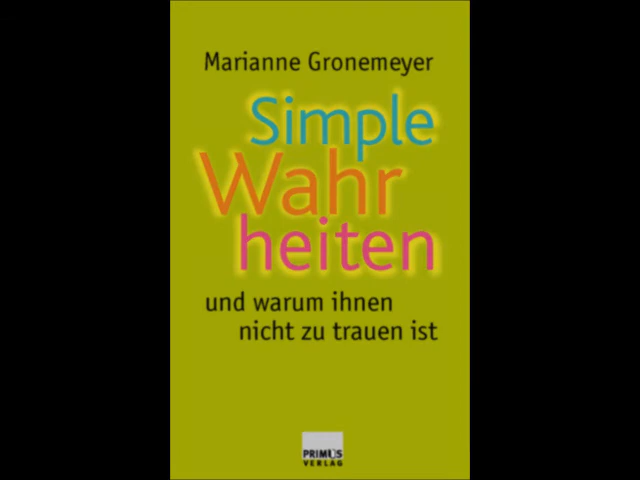 Marianne Gronemeyer
Simple
Wahr
heiten
und warum ihnen
nicht zu trauen ist
PRIMUS
VERLAG